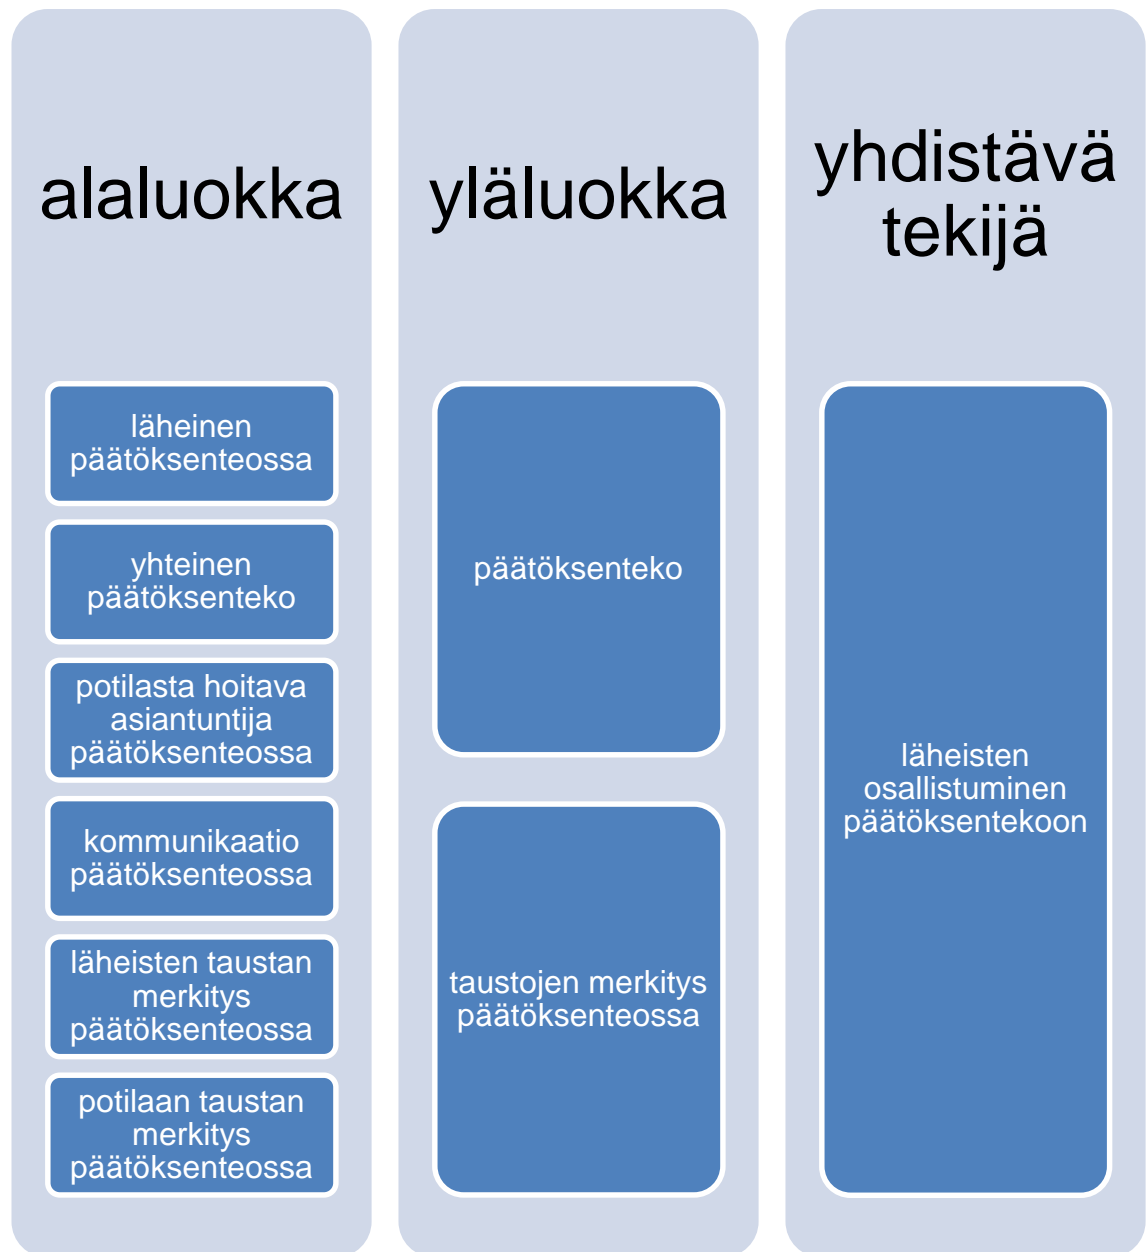 alaluokka
läheinen
päätöksenteossa
yhteinen
päätöksenteko
potilasta hoitava
asiantuntija
päätöksenteossa
kommunikaatio
päätöksenteossa
läheisten taustan
merkitys
päätöksenteossa
potilaan taustan
merkitys
päätöksenteossa
yläluokka
päätöksenteko
taustojen merkitys
päätöksenteossa
yhdistävä
tekijä
läheisten
osallistuminen
päätöksentekoon